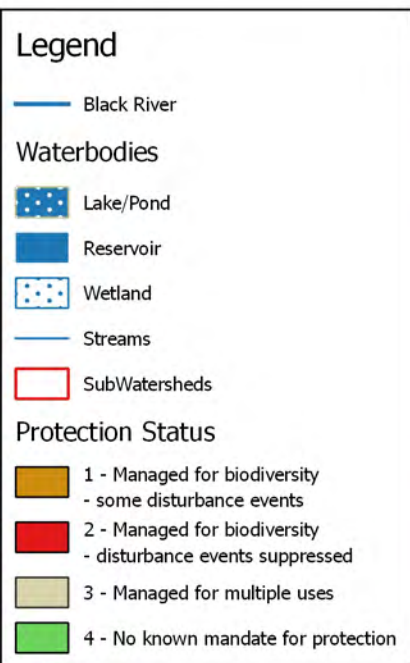 Legend
Black River
Waterbodies
Lake/Pond
Reservoir
Wetland
Streams
SubWatersheds
Protection Status
1 - Managed for biodiversity
- some disturbance events
2 - Managed for biodiversity
- disturbance events suppressed
3 - Managed for multiple uses
4 - No known mandate for protection